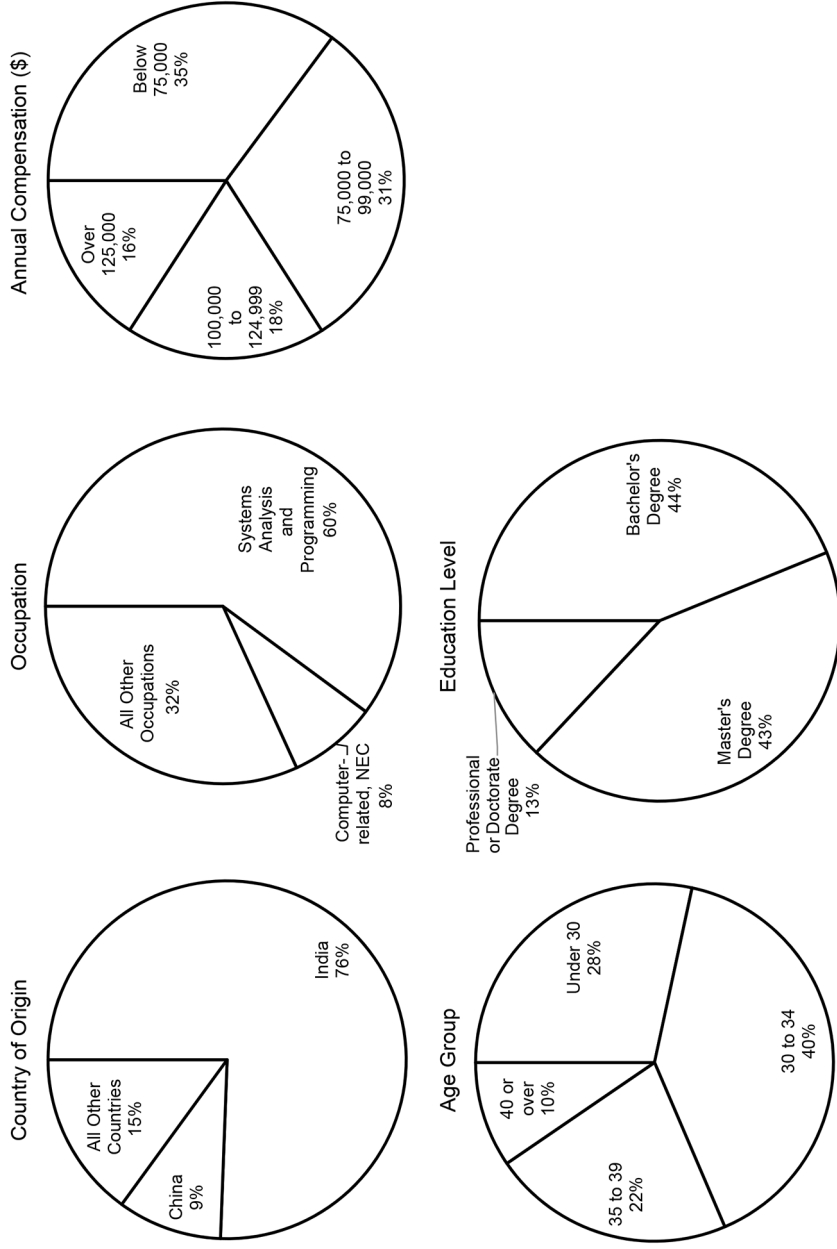 Country of Origin
All Other
Countries
15%
China
9%
India
76%
Occupation
All Other
Occupations
32%
Computer-
related, NEC
8%
Systems
Analysis
and
Programming
60%
Annual Compensation ($)
Over
125,000
16%
Below
75,000
35%
100,000
to
124,999
18%
75,000 to
99,000
31%
Age Group
40 or
over
10%
Under 30
28%
35 to 39
22%
30 to 34
40%
Education Level
Professional
or Doctorate
Degree
13%
Bachelor's
Degree
44%
Master's
Degree
43%